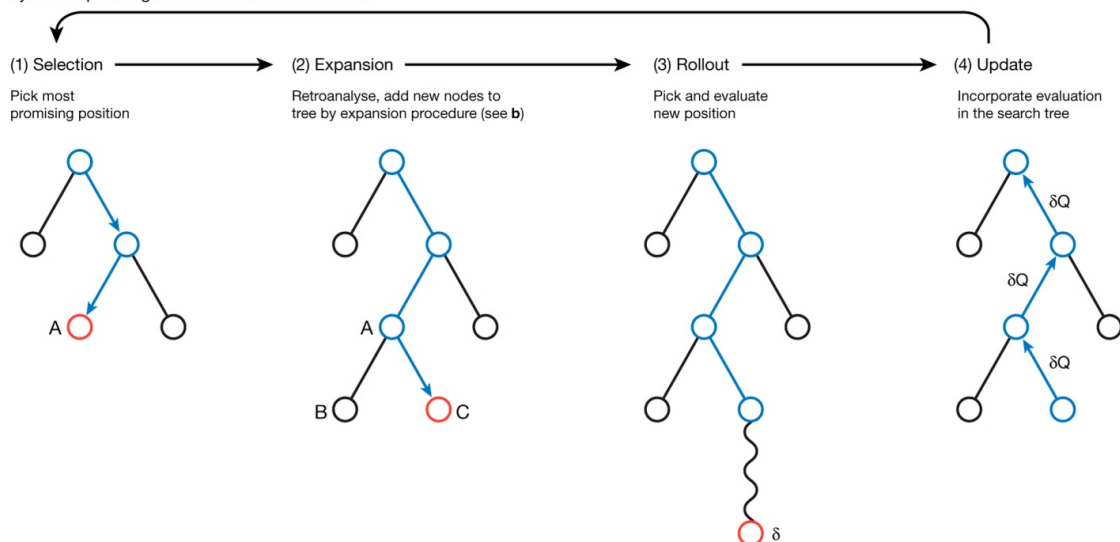 (1) Selection
(2) Expansion
(3) Rollout
(4) Update
Pick most
promising position
Retroanalyse, add new nodes to
tree by expansion procedure (see b)
Pick and evaluate
new position
Incorporate evaluation
in the search tree
A
A
B
C
δ
δQ
δQ
δQ